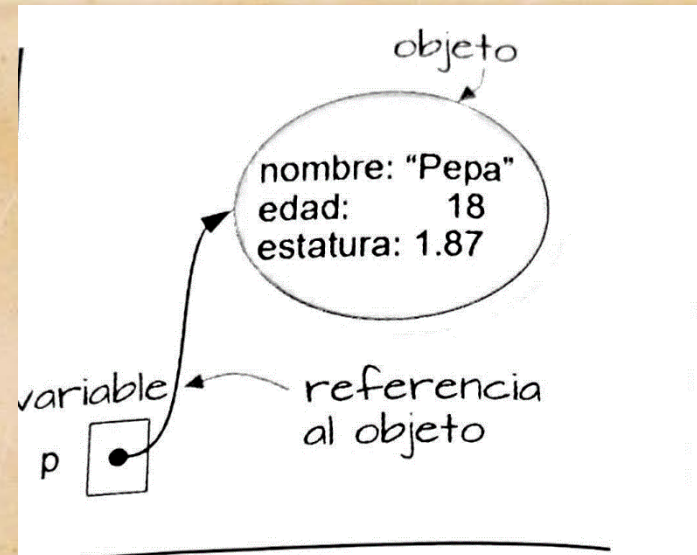 objeto
nombre: “Pepa”
edad: 18
estatura: 1.87
variable
referencia
al objeto
p